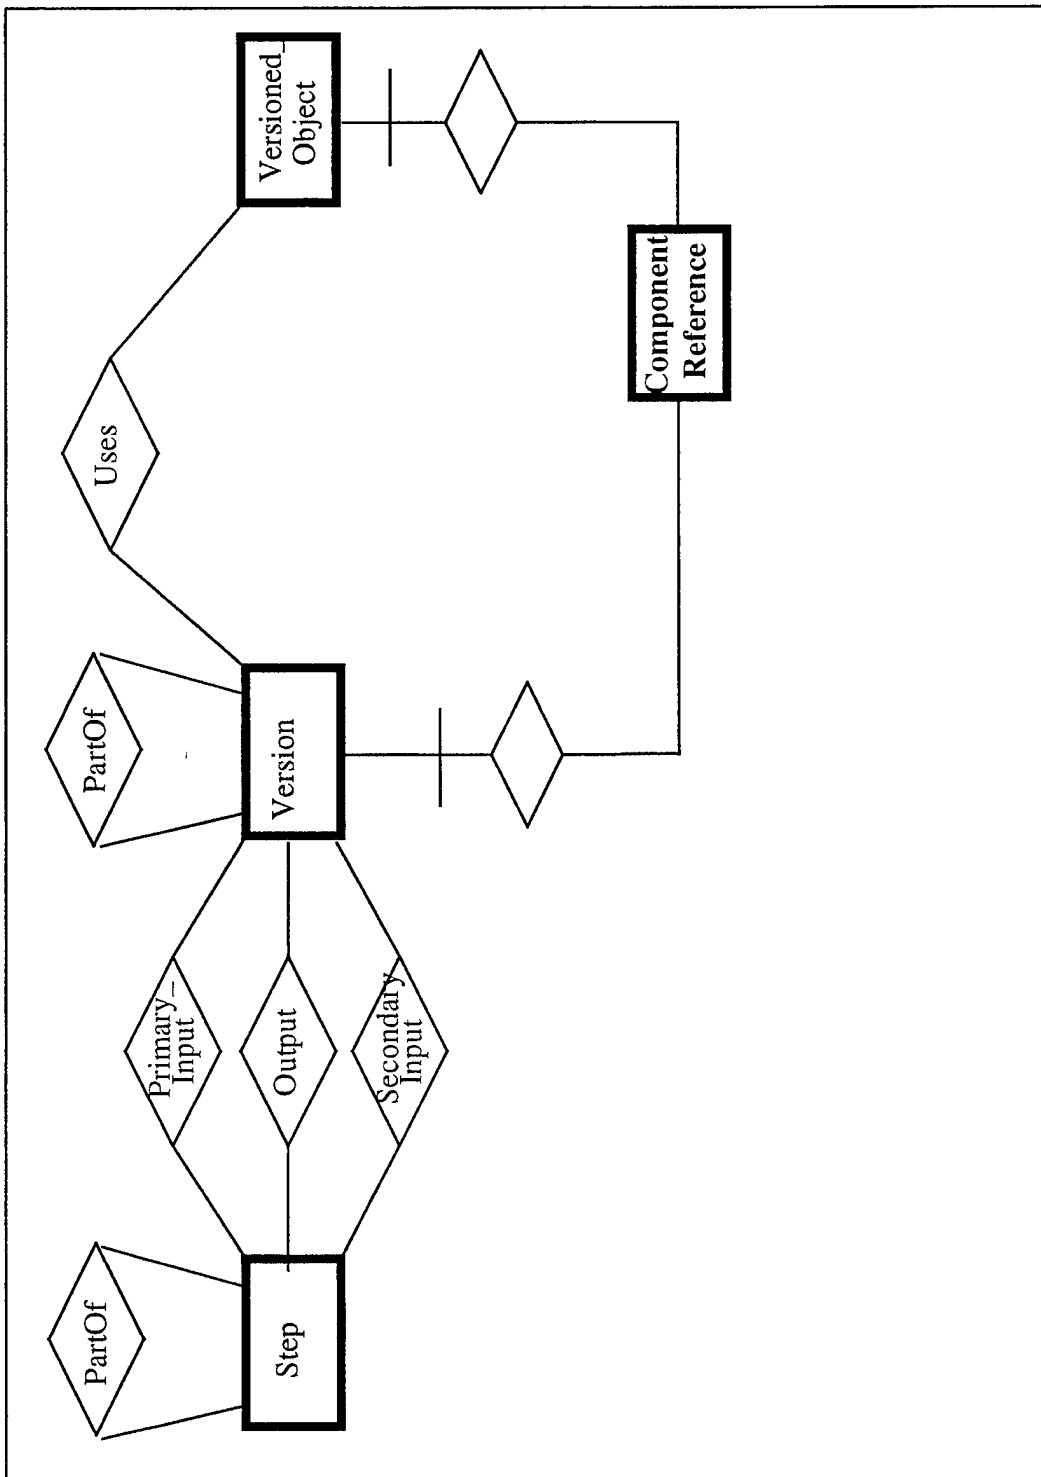 PartOf
PartOf
Uses
Primary_
Input
Output
Secondary
Input
Step
Version
Versioned_
Object
Component
Reference